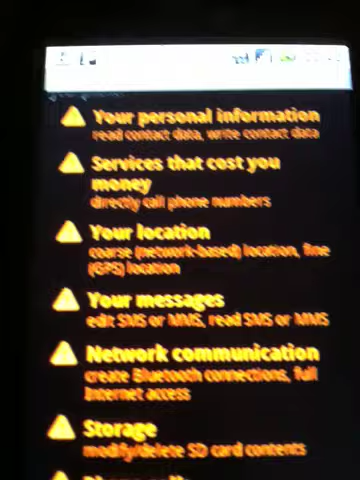 Your personal information
read contact data, write contact data
Services that cost you
money
directly call phone numbers
Your location
coarse (network-based) location, fine
(GPS) location
Your messages
edit SMS or MMS, read SMS or MMS
Network communication
create Bluetooth connections, full
Internet access
Storage
modify/delete SD card contents